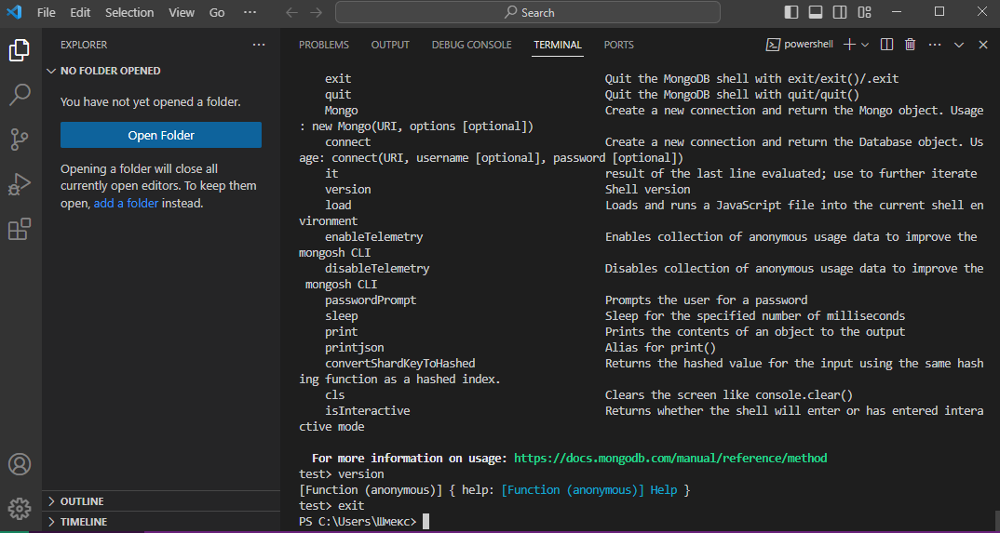 File Edit Selection View Go ··· Search
EXPLORER ···
NO FOLDER OPENED
You have not yet opened a folder.
Open Folder
Opening a folder will close all
currently open editors. To keep them
open, add a folder instead.
OUTLINE
TIMELINE
PROBLEMS OUTPUT DEBUG CONSOLE TERMINAL PORTS powershell
exit Quit the MongoDB shell with exit/exit()/.exit
quit Quit the MongoDB shell with quit/quit()
Mongo Create a new connection and return the Mongo object. Usage
: new Mongo(URI, options [optional])
connect Create a new connection and return the Database object. Us
age: connect(URI, username [optional], password [optional])
it result of the last line evaluated; use to further iterate
version Shell version
load Loads and runs a JavaScript file into the current shell en
vironment
enableTelemetry Enables collection of anonymous usage data to improve the
mongosh CLI
disableTelemetry Disables collection of anonymous usage data to improve the
mongosh CLI
passwordPrompt Prompts the user for a password
sleep Sleep for the specified number of milliseconds
print Prints the contents of an object to the output
printjson Alias for print()
convertShardKeyToHashed Returns the hashed value for the input using the same hash
ing function as a hashed index.
cls Clears the screen like console.clear()
isInteractive Returns whether the shell will enter or has entered intera
ctive mode
For more information on usage: https://docs.mongodb.com/manual/reference/method
test> version
[Function (anonymous)] { help: [Function (anonymous)] Help }
test> exit
PS C:\Users\Шмекс>